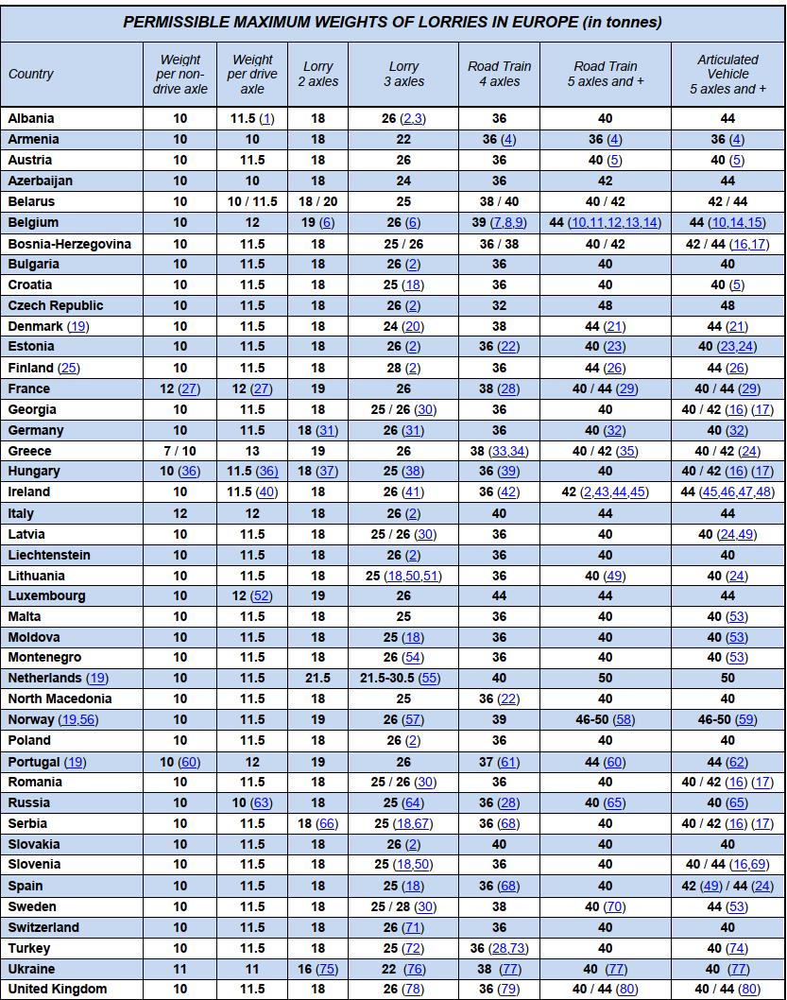 PERMISSIBLE MAXIMUM WEIGHTS OF LORRIES IN EUROPE (in tonnes)
Country | Weight per non-drive axle | Weight per drive axle | Lorry 2 axles | Lorry 3 axles | Road Train 4 axles | Road Train 5 axles and + | Articulated Vehicle 5 axles and +
Albania | 10 | 11.5 (1) | 18 | 26 (2,3) | 36 | 40 | 44
Armenia | 10 | 10 | 18 | 22 | 36 (4) | 36 (4) | 36 (4)
Austria | 10 | 11.5 | 18 | 26 | 36 | 40 (5) | 40 (5)
Azerbaijan | 10 | 10 | 18 | 24 | 36 | 42 | 44
Belarus | 10 | 10 / 11.5 | 18 / 20 | 25 | 38 / 40 | 40 / 42 | 42 / 44
Belgium | 10 | 12 | 19 (6) | 26 (6) | 39 (7,8,9) | 44 (10,11,12,13,14) | 44 (10,14,15)
Bosnia-Herzegovina | 10 | 11.5 | 18 | 25 / 26 | 36 / 38 | 40 / 42 | 42 / 44 (16,17)
Bulgaria | 10 | 11.5 | 18 | 26 (2) | 36 | 40 | 40
Croatia | 10 | 11.5 | 18 | 25 (18) | 36 | 40 | 40 (5)
Czech Republic | 10 | 11.5 | 18 | 26 (2) | 32 | 48 | 48
Denmark (19) | 10 | 11.5 | 18 | 24 (20) | 38 | 44 (21) | 44 (21)
Estonia | 10 | 11.5 | 18 | 26 (2) | 36 (22) | 40 (23) | 40 (23,24)
Finland (25) | 10 | 11.5 | 18 | 28 (2) | 36 | 44 (26) | 44 (26)
France | 12 (27) | 12 (27) | 19 | 26 | 38 (28) | 40 / 44 (29) | 40 / 44 (29)
Georgia | 10 | 11.5 | 18 | 25 / 26 (30) | 36 | 40 | 40 / 42 (16) (17)
Germany | 10 | 11.5 | 18 (31) | 26 (31) | 36 | 40 (32) | 40 (32)
Greece | 7 / 10 | 13 | 19 | 26 | 38 (33,34) | 40 / 42 (35) | 40 / 42 (24)
Hungary | 10 (36) | 11.5 (36) | 18 (37) | 25 (38) | 36 (39) | 40 | 40 / 42 (16) (17)
Ireland | 10 | 11.5 (40) | 18 | 26 (41) | 36 (42) | 42 (2,43,44,45) | 44 (45,46,47,48)
Italy | 12 | 12 | 18 | 26 (2) | 40 | 44 | 44
Latvia | 10 | 11.5 | 18 | 25 / 26 (30) | 36 | 40 | 40 (24,49)
Liechtenstein | 10 | 11.5 | 18 | 26 (2) | 36 | 40 | 40
Lithuania | 10 | 11.5 | 18 | 25 (18,50,51) | 36 | 40 (49) | 40 (24)
Luxembourg | 10 | 12 (52) | 19 | 26 | 44 | 44 | 44
Malta | 10 | 11.5 | 18 | 25 | 36 | 40 | 40 (53)
Moldova | 10 | 11.5 | 18 | 25 (18) | 36 | 40 | 40 (53)
Montenegro | 10 | 11.5 | 18 | 26 (54) | 36 | 40 | 40 (53)
Netherlands (19) | 10 | 11.5 | 21.5 | 21.5-30.5 (55) | 40 | 50 | 50
North Macedonia | 10 | 11.5 | 18 | 25 | 36 (22) | 40 | 40
Norway (19,56) | 10 | 11.5 | 19 | 26 (57) | 39 | 46-50 (58) | 46-50 (59)
Poland | 10 | 11.5 | 18 | 26 (2) | 36 | 40 | 40
Portugal (19) | 10 (60) | 12 | 19 | 26 | 37 (61) | 44 (60) | 44 (62)
Romania | 10 | 11.5 | 18 | 25 / 26 (30) | 36 | 40 | 40 / 42 (16) (17)
Russia | 10 | 10 (63) | 18 | 25 (64) | 36 (28) | 40 (65) | 40 (65)
Serbia | 10 | 11.5 | 18 (66) | 25 (18,67) | 36 (68) | 40 | 40 / 42 (16) (17)
Slovakia | 10 | 11.5 | 18 | 26 (2) | 40 | 40 | 40
Slovenia | 10 | 11.5 | 18 | 25 (18,50) | 36 | 40 | 40 / 44 (16,69)
Spain | 10 | 11.5 | 18 | 25 (18) | 36 (68) | 40 | 42 (49) / 44 (24)
Sweden | 10 | 11.5 | 18 | 25 / 28 (30) | 38 | 40 (70) | 44 (53)
Switzerland | 10 | 11.5 | 18 | 26 (71) | 36 | 40 | 40
Turkey | 10 | 11.5 | 18 | 25 (72) | 36 (28,73) | 40 | 40 (74)
Ukraine | 11 | 11 | 16 (75) | 22 (76) | 38 (77) | 40 (77) | 40 (77)
United Kingdom | 10 | 11.5 | 18 | 26 (78) | 36 (79) | 40 / 44 (80) | 40 / 44 (80)